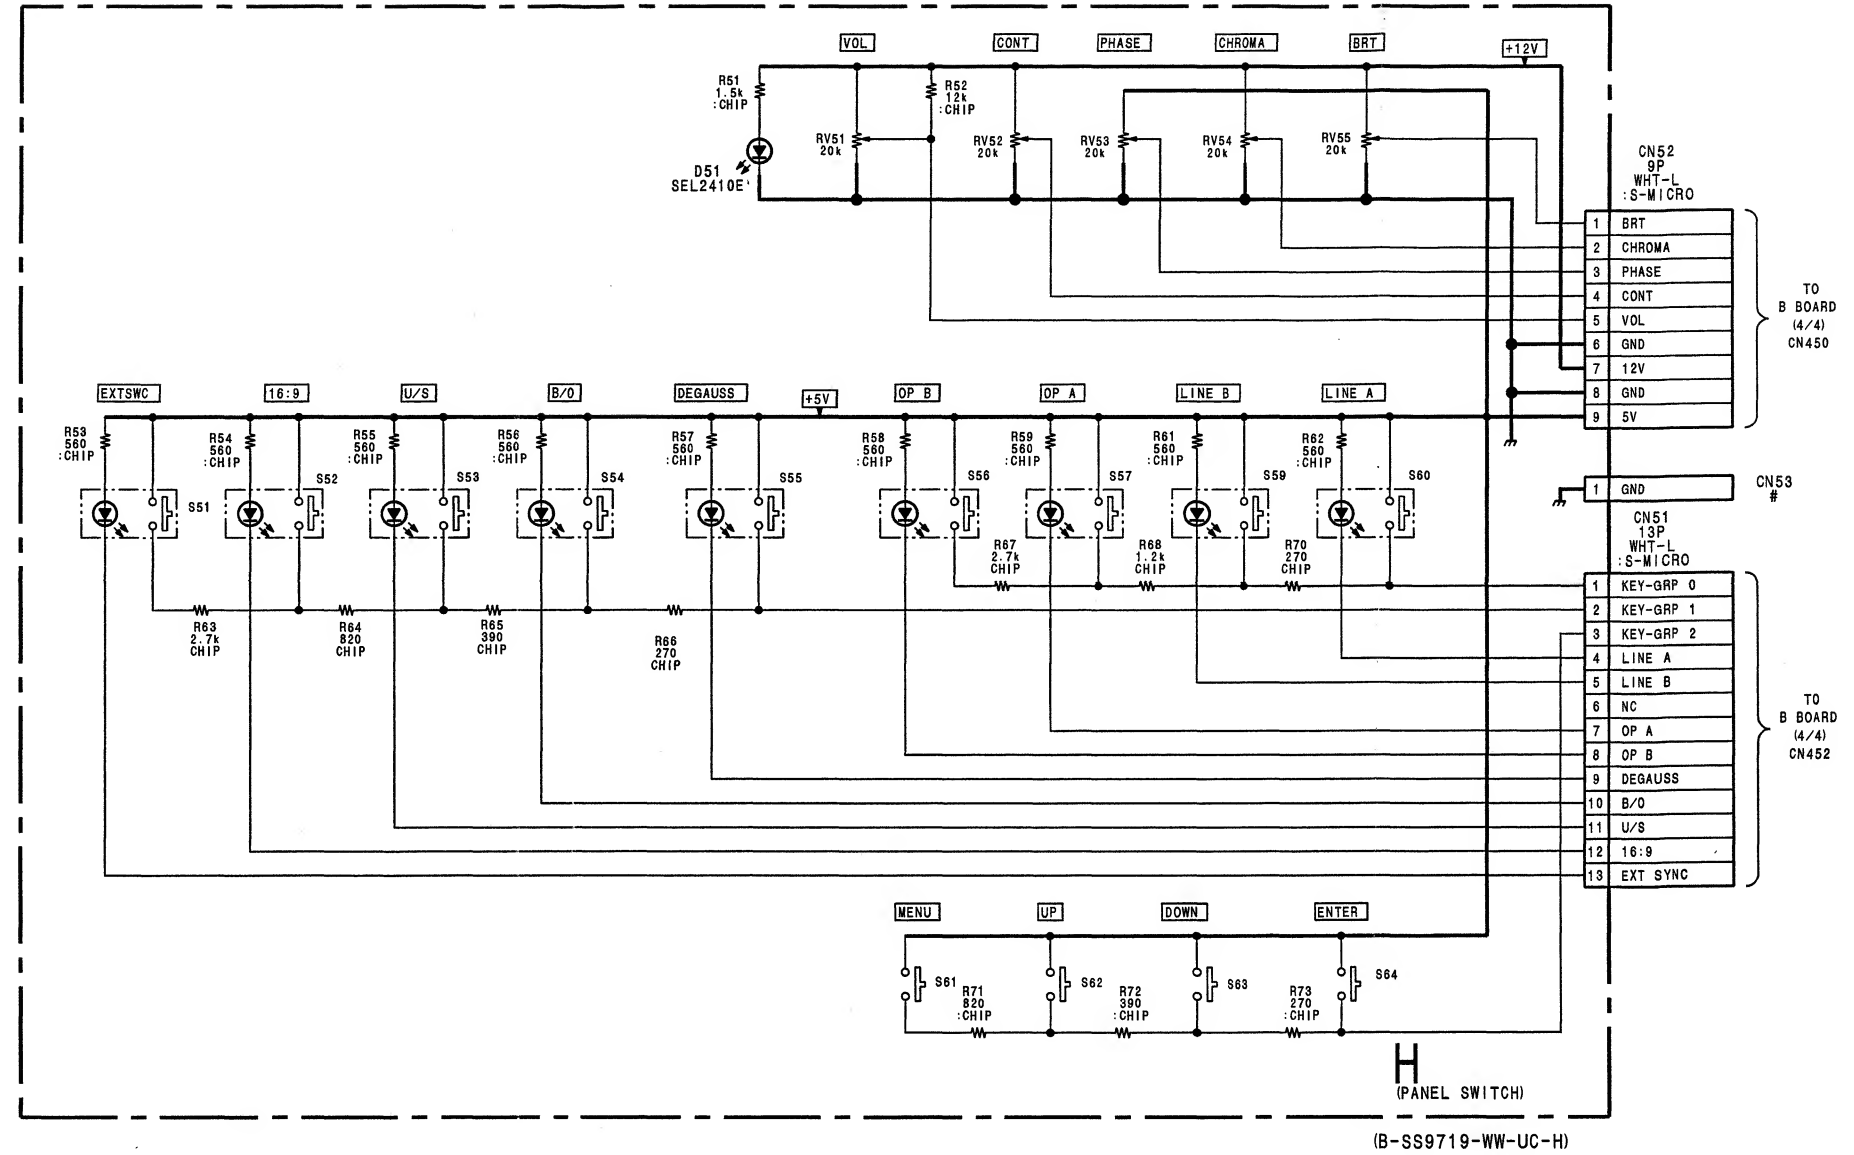 VOL
CONT
PHASE
CHROMA
BRT
+12V
R51
1.5k
:CHIP
R52
12k
:CHIP
RV51
20k
RV52
20k
RV53
20k
RV54
20k
RV55
20k
D51
SEL2410E
CN52
9P
WHT-L
:S-MICRO
1 BRT
2 CHROMA
3 PHASE
4 CONT
5 VOL
6 GND
7 12V
8 GND
9 5V
TO
B BOARD
(4/4)
CN450
EXTSWC
16:9
U/S
B/O
DEGAUSS
+5V
OP B
OP A
LINE B
LINE A
R53
560
:CHIP
R54
560
:CHIP
R55
560
:CHIP
R56
560
:CHIP
R57
560
:CHIP
R58
560
:CHIP
R59
560
:CHIP
R61
560
:CHIP
R62
560
:CHIP
S51
S52
S53
S54
S55
S56
S57
S59
S60
1 GND
CN53
#
CN51
13P
WHT-L
:S-MICRO
R67
2.7k
CHIP
R68
1.2k
CHIP
R70
270
CHIP
R63
2.7k
CHIP
R64
820
CHIP
R65
390
CHIP
R66
270
CHIP
1 KEY-GRP 0
2 KEY-GRP 1
3 KEY-GRP 2
4 LINE A
5 LINE B
6 NC
7 OP A
8 OP B
9 DEGAUSS
10 B/O
11 U/S
12 16:9
13 EXT SYNC
TO
B BOARD
(4/4)
CN452
MENU
UP
DOWN
ENTER
S61
S62
S63
S64
R71
820
:CHIP
R72
390
:CHIP
R73
270
:CHIP
H
(PANEL SWITCH)
(B-SS9719-WW-UC-H)